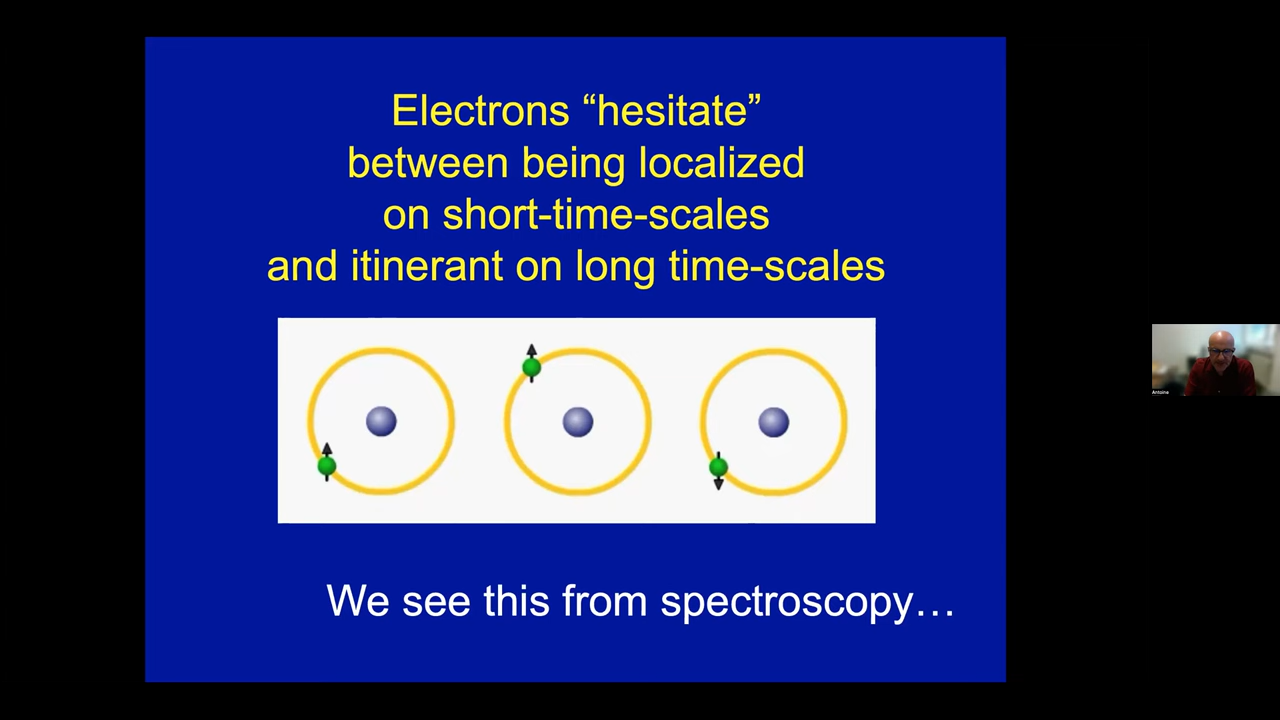 Electrons “hesitate”
between being localized
on short-time-scales
and itinerant on long time-scales
We see this from spectroscopy…
Antoine